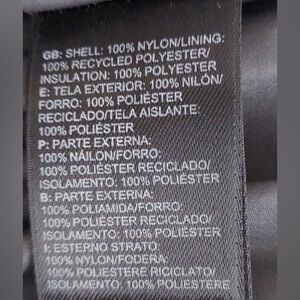 GB: SHELL: 100% NYLON/LINING:
100% RECYCLED POLYESTER/
INSULATION: 100% POLYESTER
E: TELA EXTERIOR: 100% NILÓN/
FORRO: 100% POLIÉSTER
RECICLADO/TELA AISLANTE:
100% POLIÉSTER
P: PARTE EXTERNA:
100% NÁILON/FORRO:
100% POLIÉSTER RECICLADO/
ISOLAMENTO: 100% POLIÉSTER
B: PARTE EXTERNA:
100% POLIAMIDA/FORRO:
100% POLIÉSTER RECICLADO/
ISOLAMENTO: 100% POLIÉSTER
I: ESTERNO STRATO:
100% NYLON/FODERA:
100% POLIESTERE RICICLATO/
ISOLAMENTO: 100% POLIESTERE